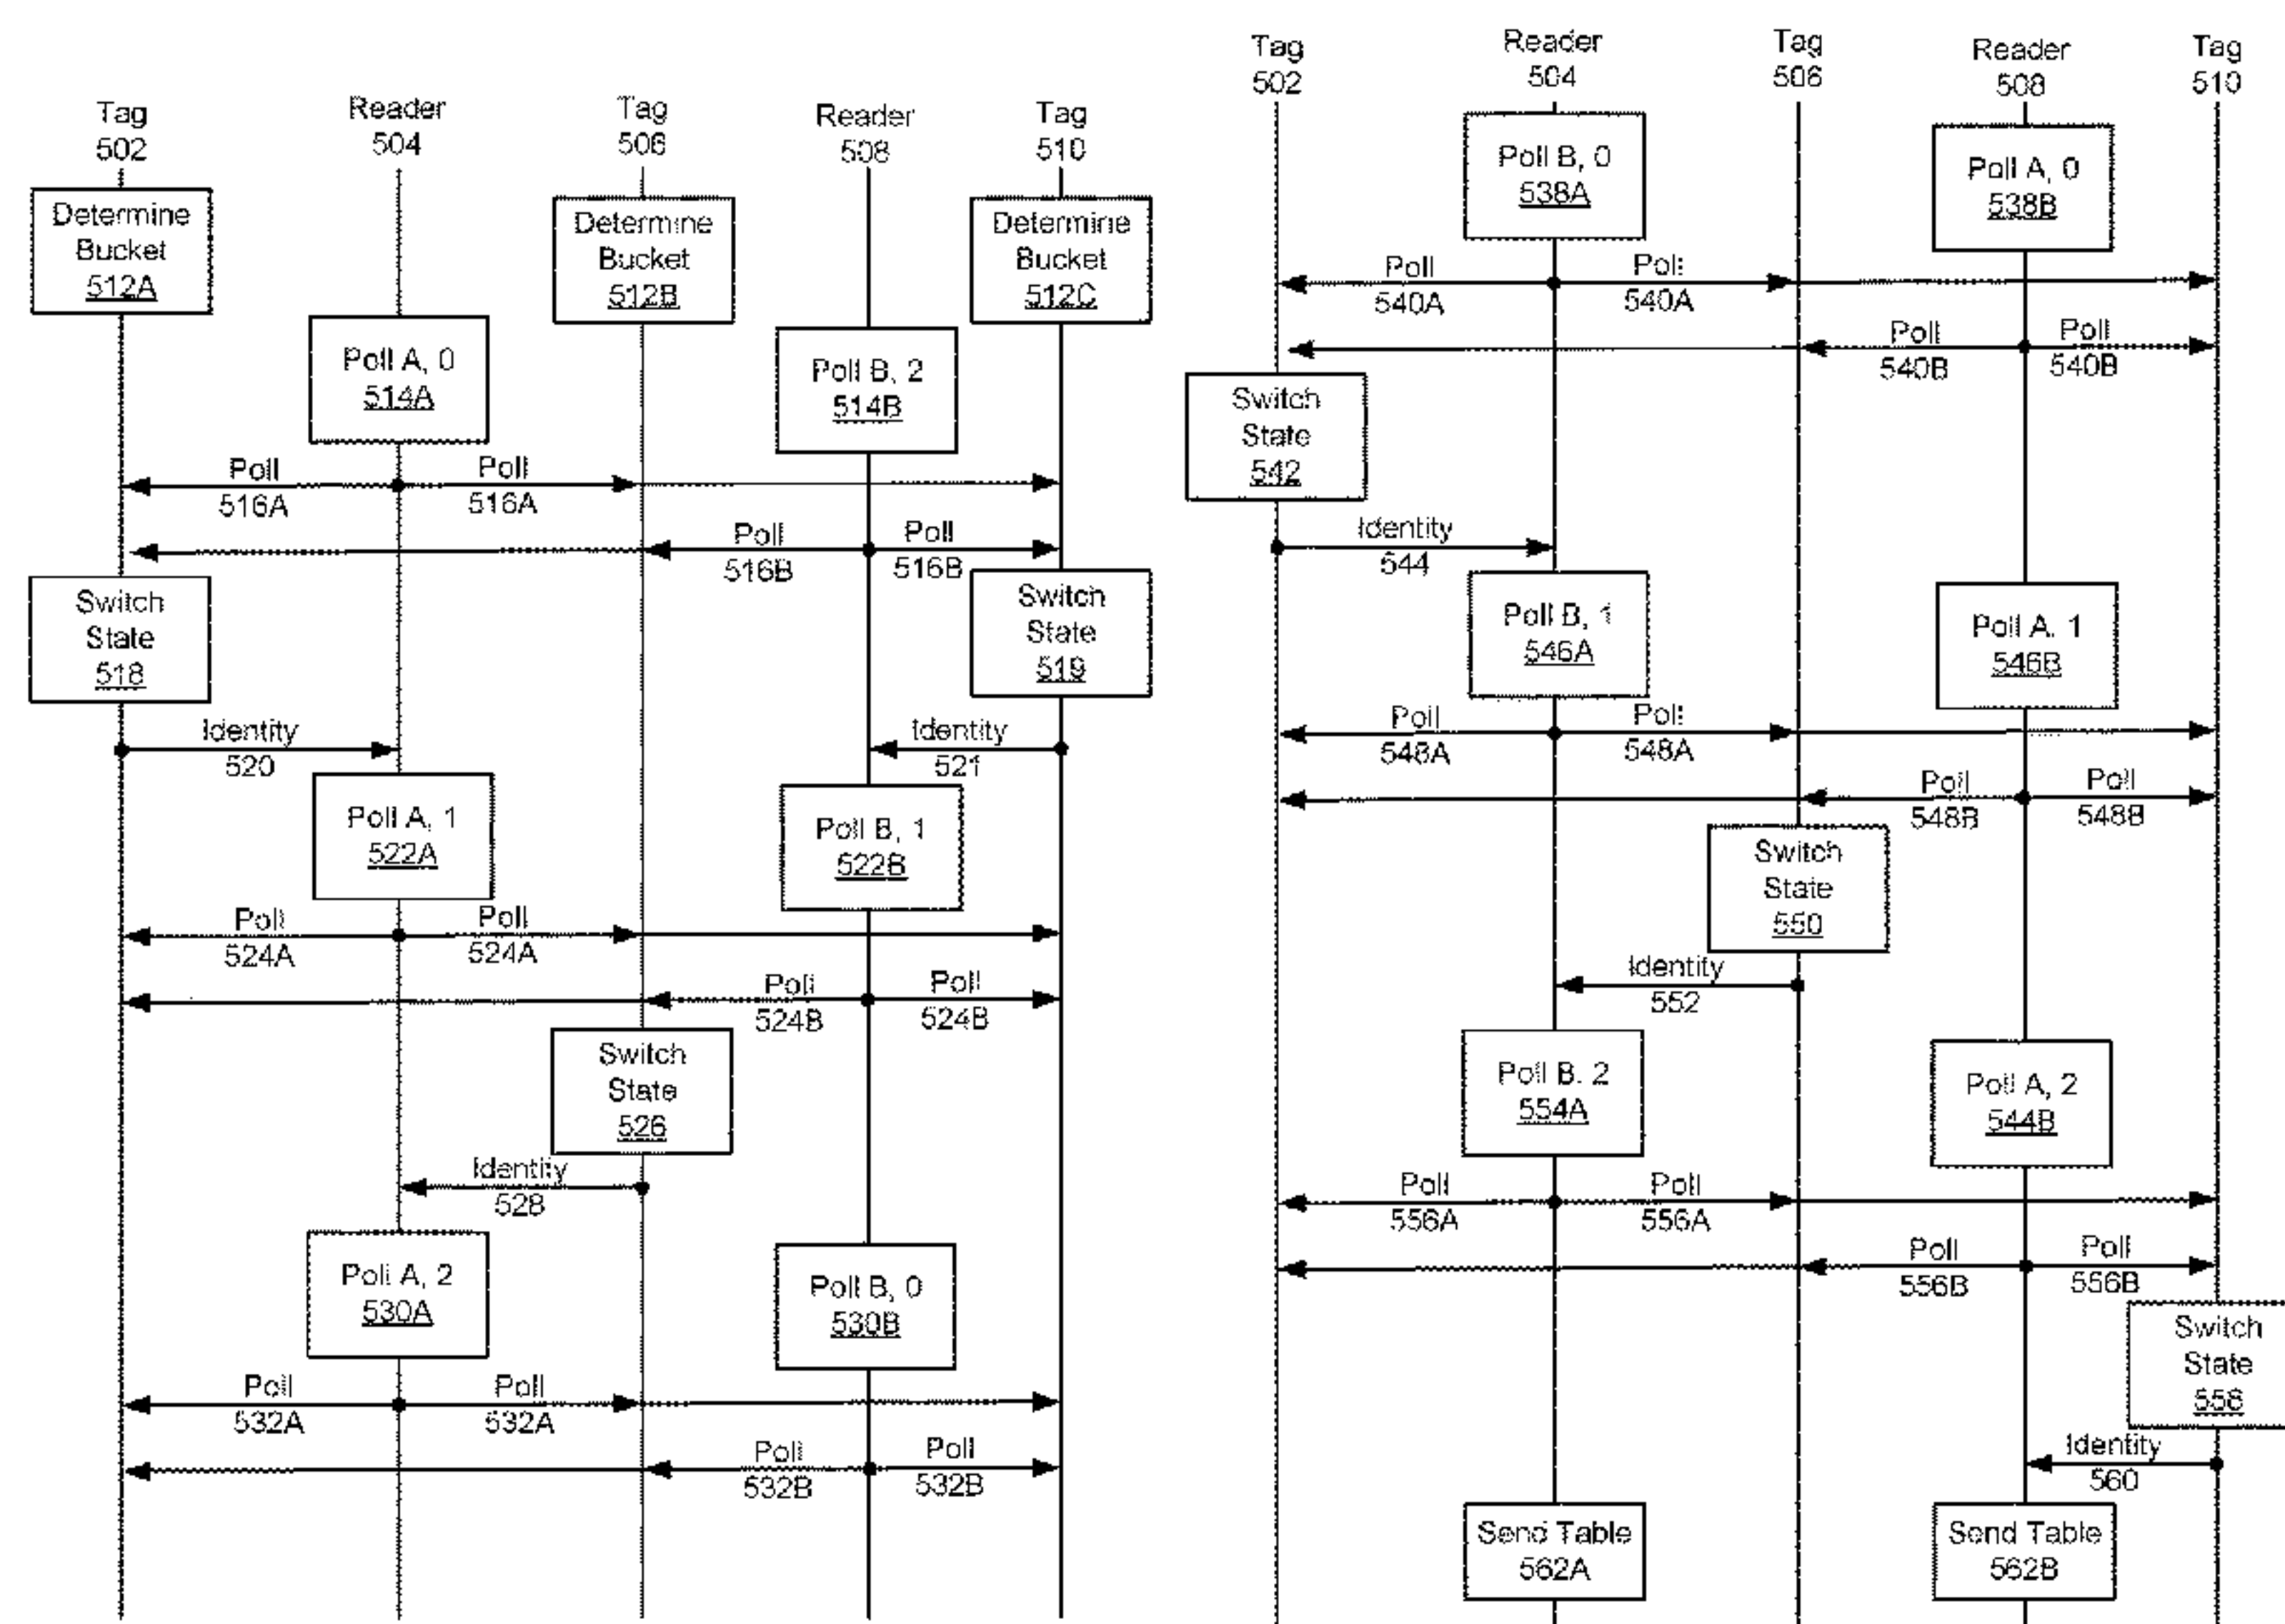 Tag
502
Reader
504
Tag
506
Reader
508
Tag
510
Determine
Bucket
512A
Determine
Bucket
512B
Determine
Bucket
512C
Poll A, 0
514A
Poll B, 2
514B
Poll
516A
Poll
516A
Poll
516B
Poll
516B
Switch
State
518
Switch
State
519
Identity
520
Identity
521
Poll A, 1
522A
Poll B, 1
522B
Poll
524A
Poll
524A
Poll
524B
Poll
524B
Switch
State
526
Identity
528
Poll A, 2
530A
Poll B, 0
530B
Poll
532A
Poll
532A
Poll
532B
Poll
532B
Tag
502
Reader
504
Tag
506
Reader
508
Tag
510
Poll B, 0
538A
Poll A, 0
538B
Poll
540A
Poll
540A
Poll
540B
Poll
540B
Switch
State
542
Identity
544
Poll B, 1
546A
Poll A. 1
546B
Poll
548A
Poll
548A
Poll
548B
Poll
548B
Switch
State
550
Identity
552
Poll B. 2
554A
Poll A, 2
544B
Poll
556A
Poll
556A
Poll
556B
Poll
556B
Switch
State
558
Identity
560
Send Table
562A
Send Table
562B